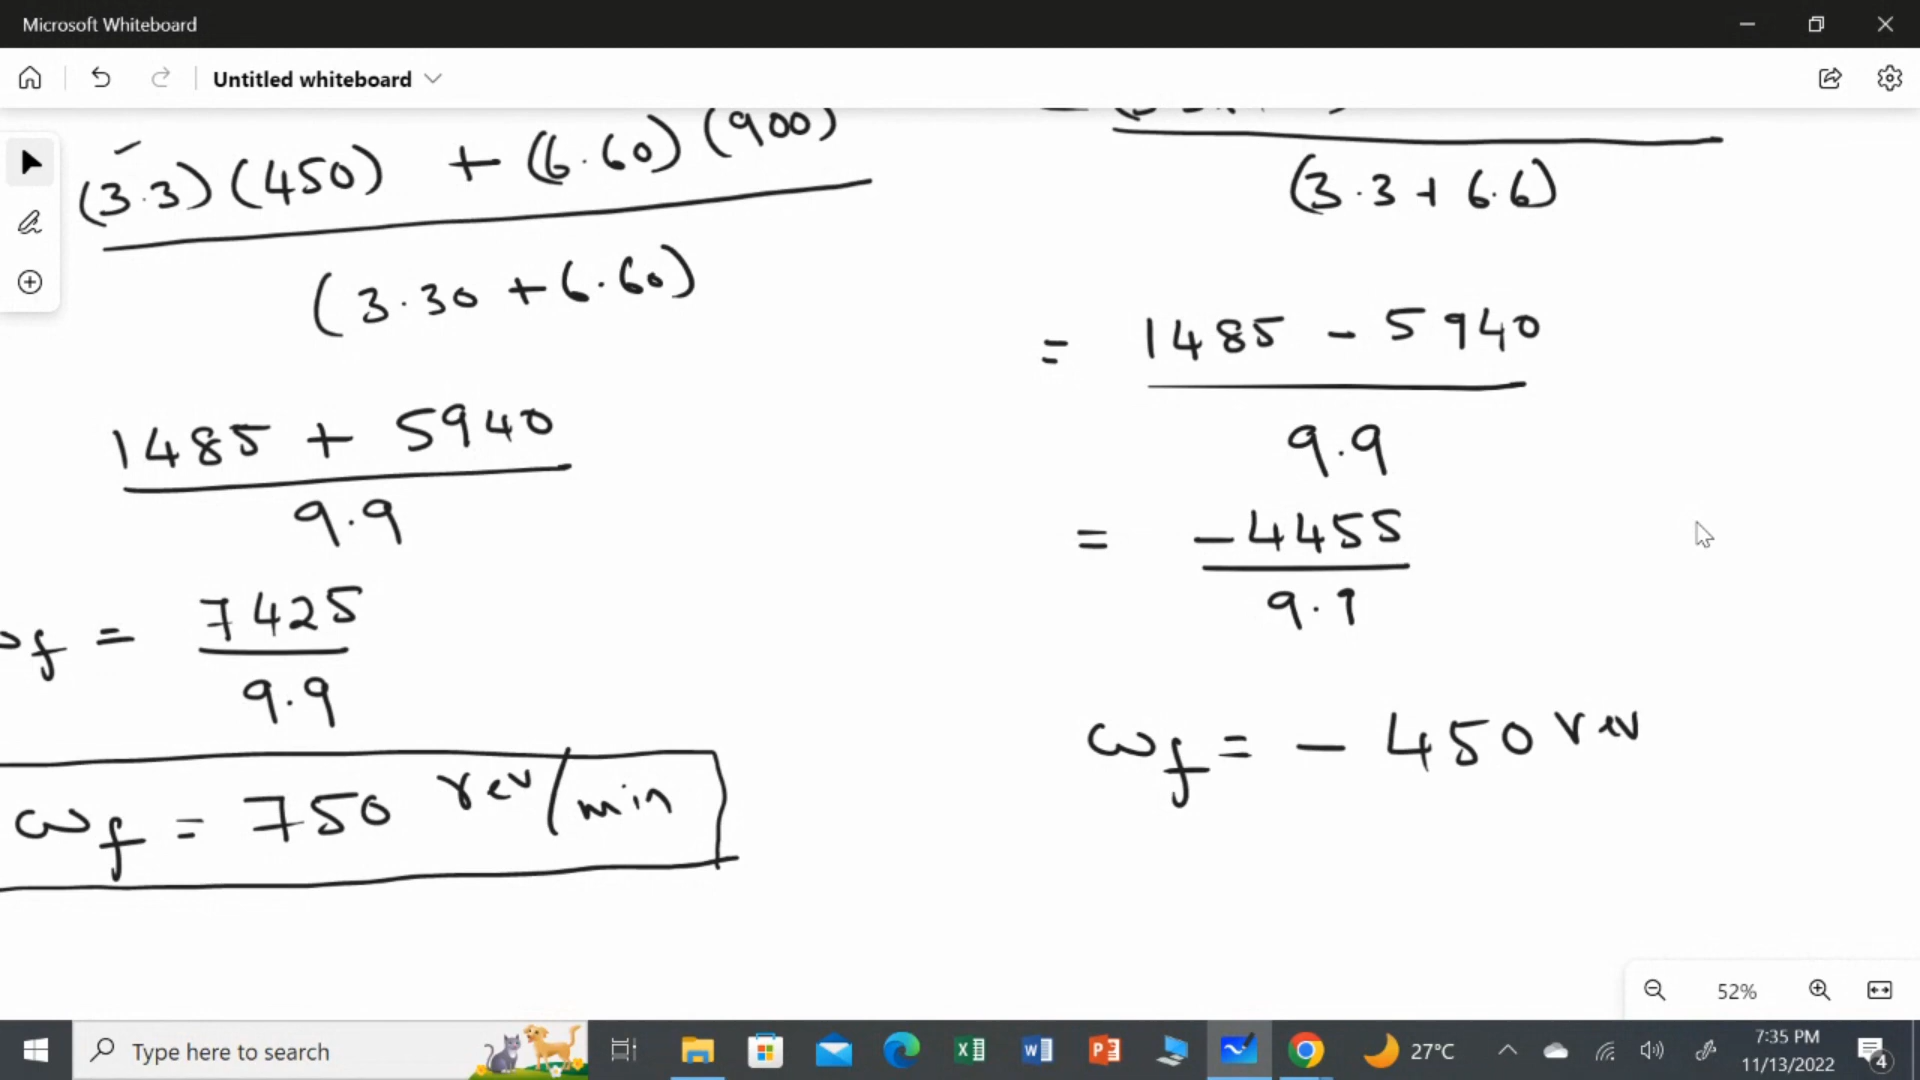 Microsoft Whiteboard
Untitled whiteboard
(3.3)(450) + (6.60)(900)
(3.30 + 6.60)
1485 + 5940
9.9
ωf = 7425
9.9
ωf = 750 rev/min
(3.3 + 6.6)
= 1485 - 5940
9.9
= -4455
9.9
ωf = - 450 rev
52%
Type here to search
27°C
7:35 PM
11/13/2022
4